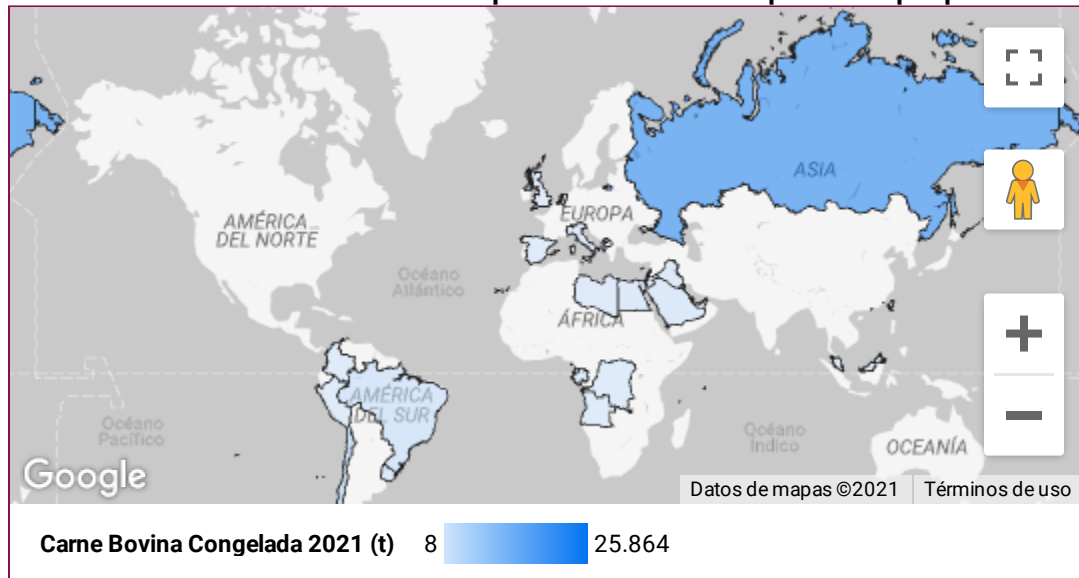 ASIA
AMÉRICA
DEL NORTE
EUROPA
Océano
Atlántico
ÁFRICA
AMÉRICA
DEL SUR
Océano
Pacífico
Océano
Índico
OCEANÍA
Google
Datos de mapas ©2021 Términos de uso
Carne Bovina Congelada 2021 (t) 8 25.864